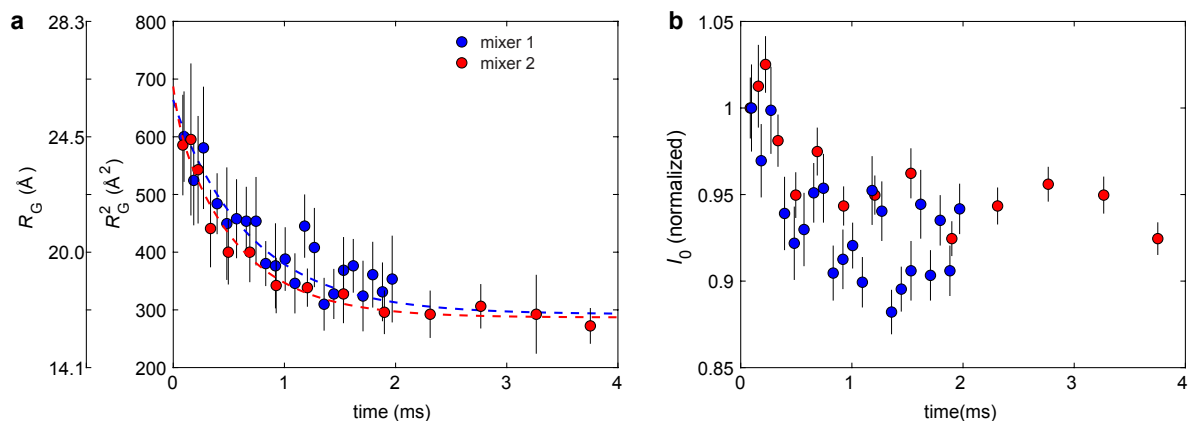 a
28.3
24.5
20.0
14.1
R_G (Å)
800
700
600
500
400
300
200
R_G^2 (Å^2)
mixer 1
mixer 2
0
1
2
3
4
time (ms)
b
1.05
1
0.95
0.9
0.85
I_0 (normalized)
0
1
2
3
4
time(ms)